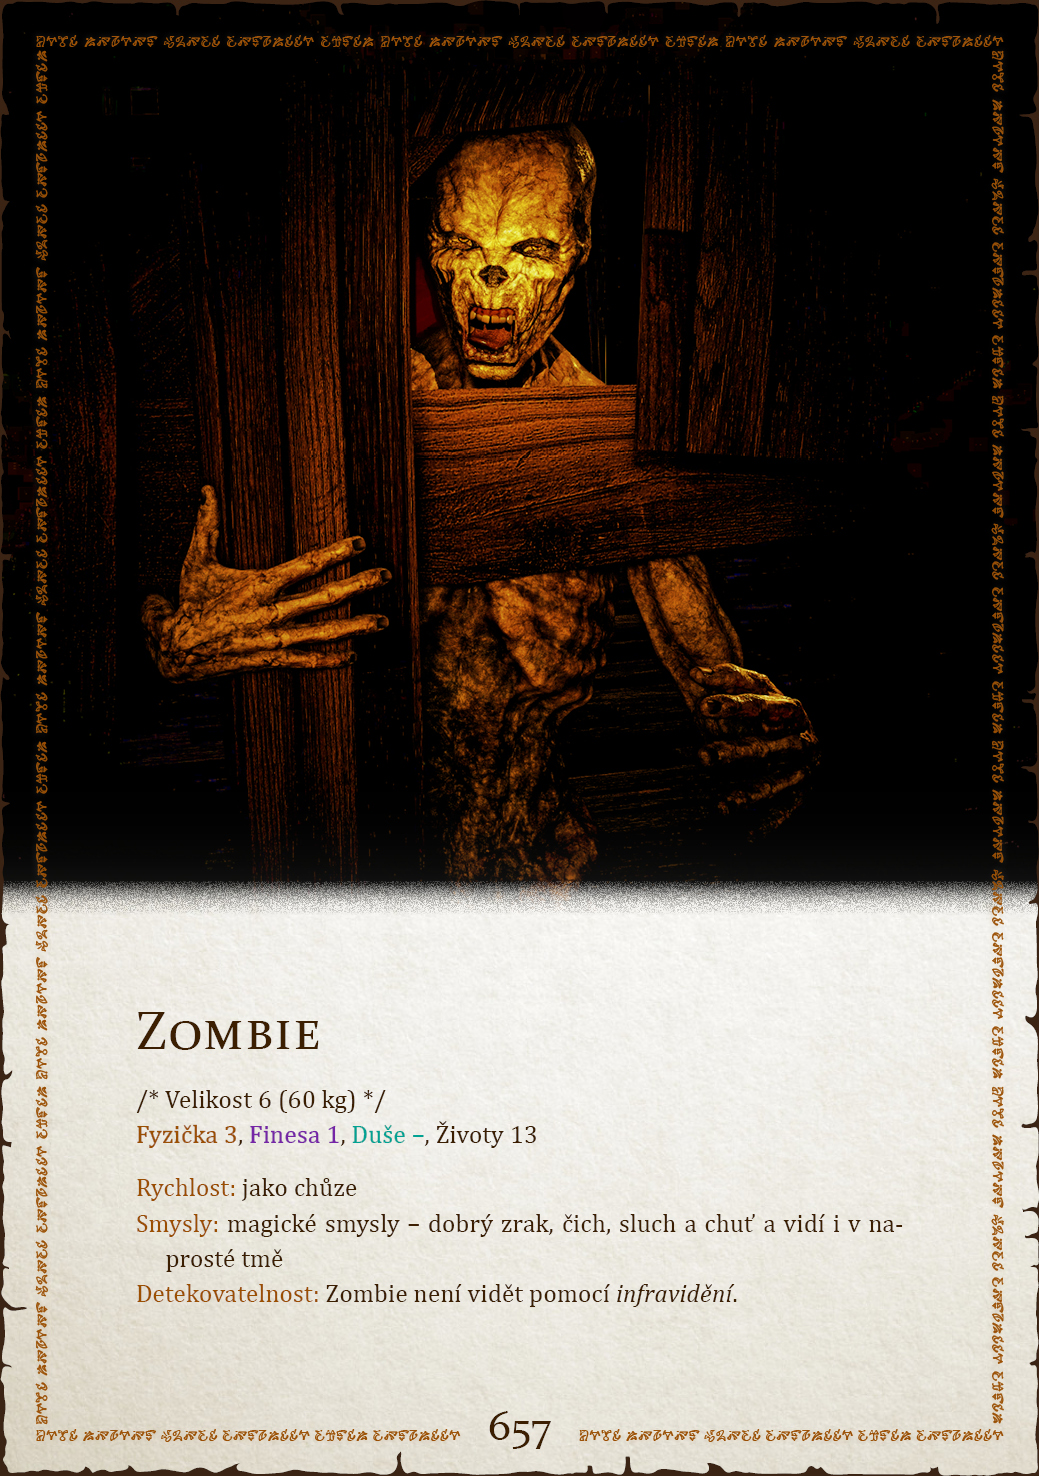 Zombie
/* Velikost 6 (60 kg) */
Fyzička 3, Finesa 1, Duše –, Životy 13
Rychlost: jako chůze
Smysly: magické smysly – dobrý zrak, čich, sluch a chuť a vidí i v na-
prosté tmě
Detekovatelnost: Zombie není vidět pomocí infravidění.
657